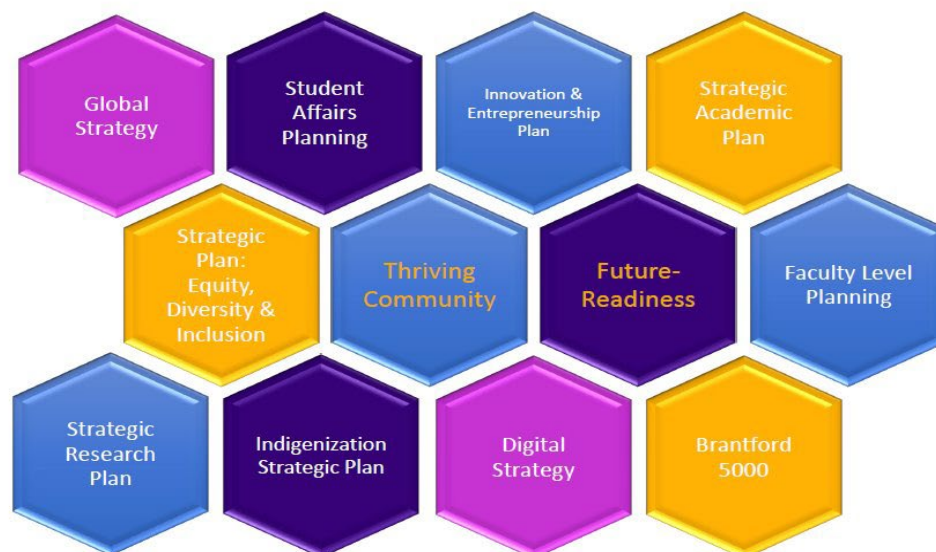 Global
Strategy
Student
Affairs
Planning
Innovation &
Entrepreneurship
Plan
Strategic
Academic
Plan
Strategic
Plan:
Equity,
Diversity &
Inclusion
Thriving
Community
Future-
Readiness
Faculty Level
Planning
Strategic
Research
Plan
Indigenization
Strategic Plan
Digital
Strategy
Brantford
5000